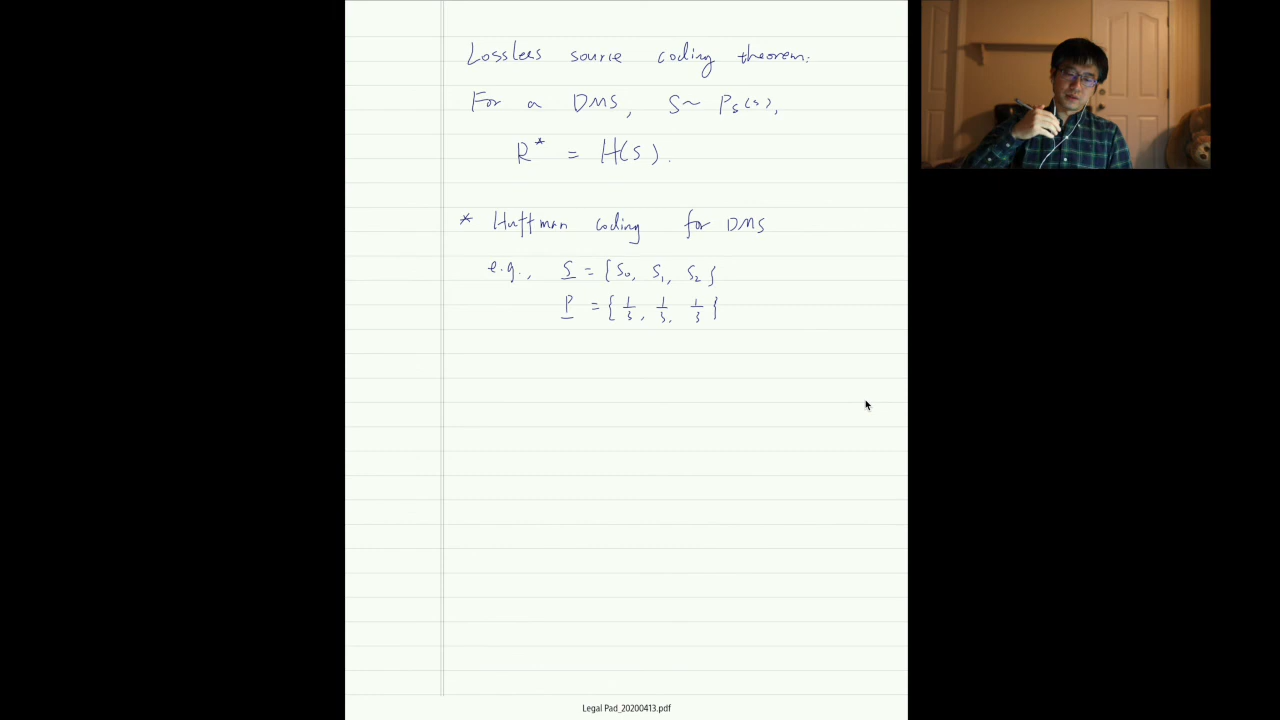 Lossless source coding theorem:
For a DMS, S ~ P_S(s),
R* = H(S).
* Huffman coding for DMS
e.g., S = {S₀, S₁, S₂}
P = {1/3, 1/3, 1/3}
Legal Pad_20200413.pdf